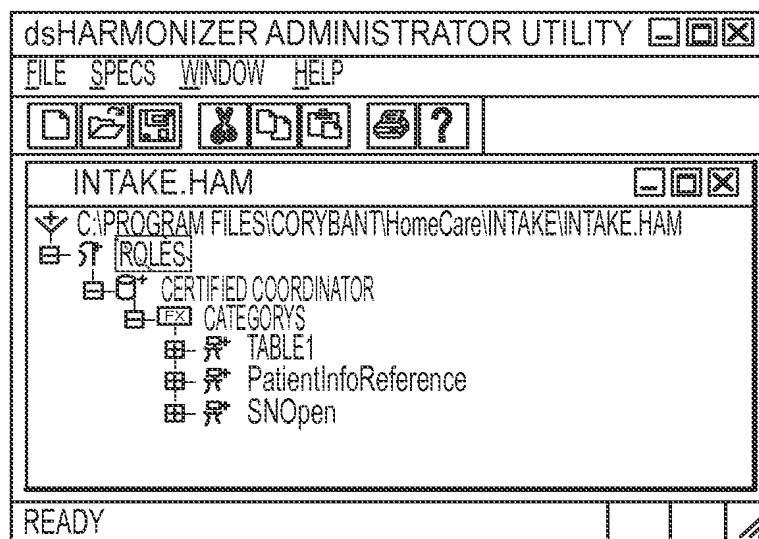 dsHARMONIZER ADMINISTRATOR UTILITY
FILE SPECS WINDOW HELP
?
INTAKE.HAM
C:\PROGRAM FILES\CORYBANT\HomeCare\INTAKE\INTAKE.HAM
ROLES
CERTIFIED COORDINATOR
FX CATEGORYS
TABLE1
PatientInfoReference
SNOpen
READY